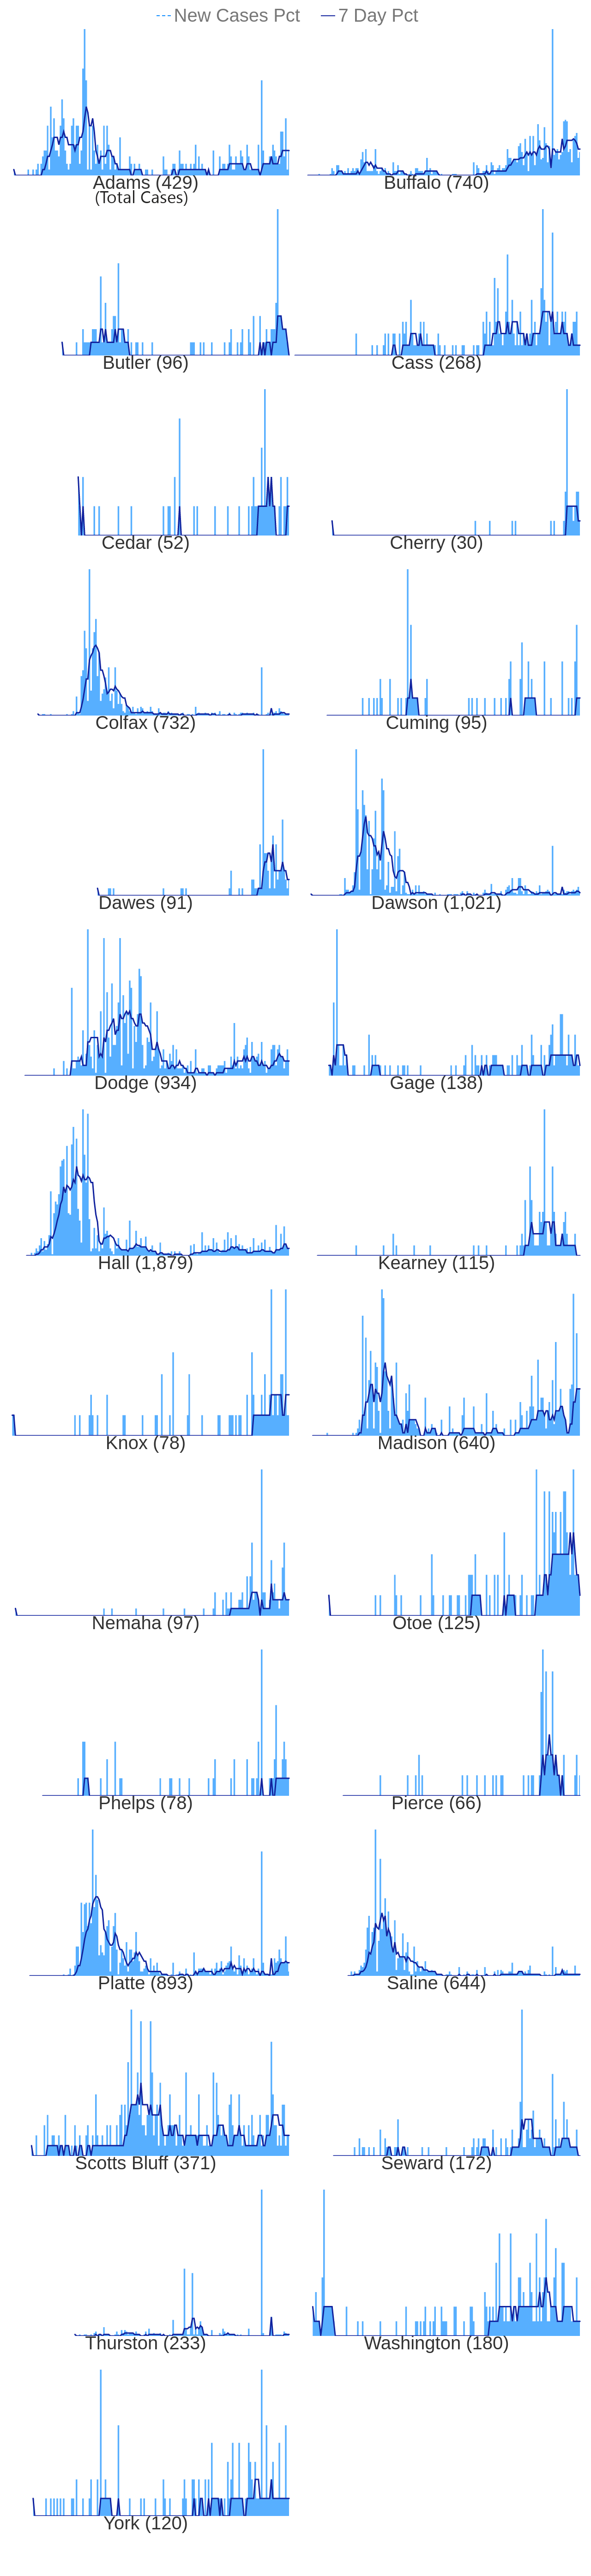 New Cases Pct 7 Day Pct
Adams (429) Buffalo (740)
(Total Cases)
Butler (96) Cass (268)
Cedar (52) Cherry (30)
Colfax (732) Cuming (95)
Dawes (91) Dawson (1,021)
Dodge (934) Gage (138)
Hall (1,879) Kearney (115)
Knox (78) Madison (640)
Nemaha (97) Otoe (125)
Phelps (78) Pierce (66)
Platte (893) Saline (644)
Scotts Bluff (371) Seward (172)
Thurston (233) Washington (180)
York (120)